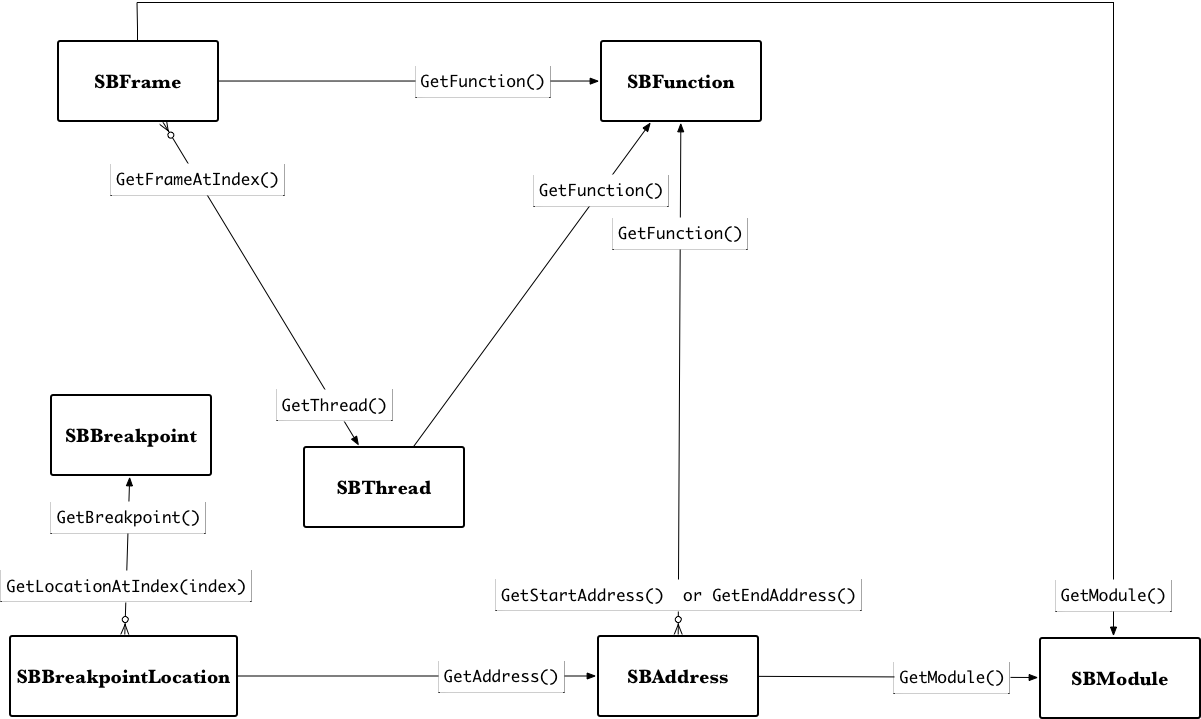 SBFrame
GetFunction()
SBFunction
GetFrameAtIndex()
GetFunction()
GetFunction()
GetThread()
SBBreakpoint
SBThread
GetBreakpoint()
GetLocationAtIndex(index)
GetStartAddress() or GetEndAddress()
GetModule()
SBBreakpointLocation
GetAddress()
SBAddress
GetModule()
SBModule